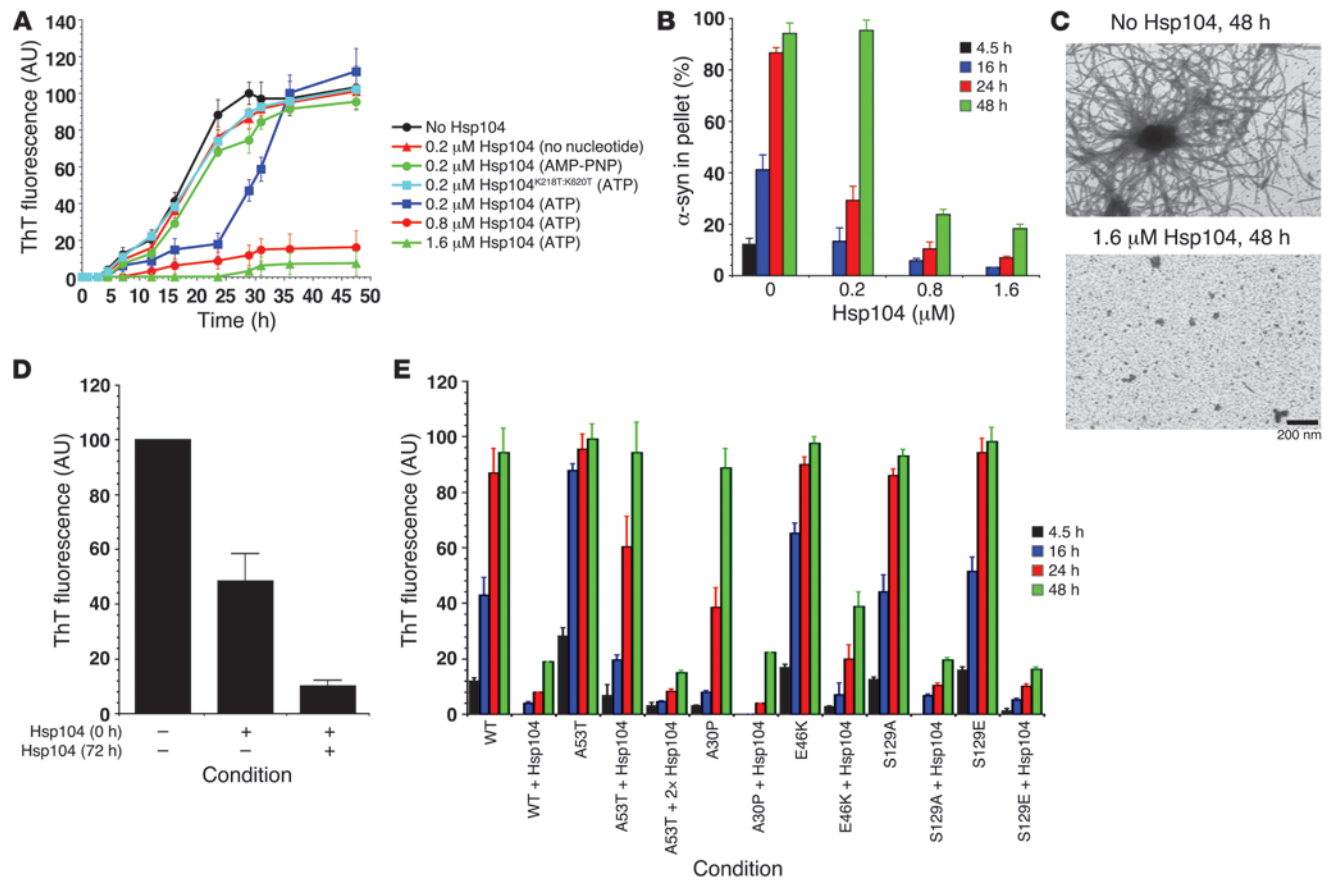 A
ThT fluorescence (AU)
140
120
100
80
60
40
20
0
0 5 10 15 20 25 30 35 40 45 50
Time (h)
No Hsp104
0.2 μM Hsp104 (no nucleotide)
0.2 μM Hsp104 (AMP-PNP)
0.2 μM Hsp104K218T:K620T (ATP)
0.2 μM Hsp104 (ATP)
0.8 μM Hsp104 (ATP)
1.6 μM Hsp104 (ATP)
B
α-syn in pellet (%)
100
80
60
40
20
0
0 0.2 0.8 1.6
Hsp104 (μM)
4.5 h
16 h
24 h
48 h
C
No Hsp104, 48 h
1.6 μM Hsp104, 48 h
200 nm
D
ThT fluorescence (AU)
120
100
80
60
40
20
0
Hsp104 (0 h) – + +
Hsp104 (72 h) – – +
Condition
E
ThT fluorescence (AU)
120
100
80
60
40
20
0
WT
WT + Hsp104
A53T
A53T + Hsp104
A53T + 2× Hsp104
A30P
A30P + Hsp104
E46K
E46K + Hsp104
S129A
S129A + Hsp104
S129E
S129E + Hsp104
Condition
4.5 h
16 h
24 h
48 h